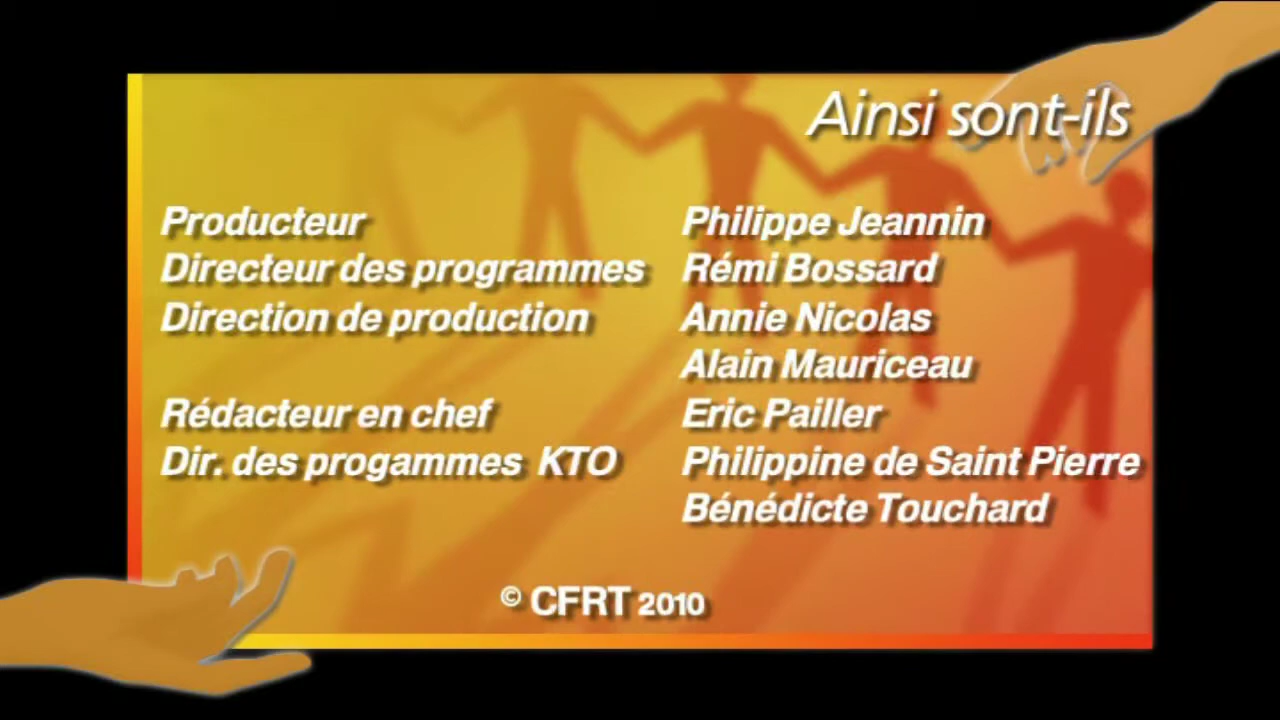 Ainsi sont-ils
Producteur Philippe Jeannin
Directeur des programmes Rémi Bossard
Direction de production Annie Nicolas
Alain Mauriceau
Rédacteur en chef Eric Pailler
Dir. des progammes KTO Philippine de Saint Pierre
Bénédicte Touchard
© CFRT 2010